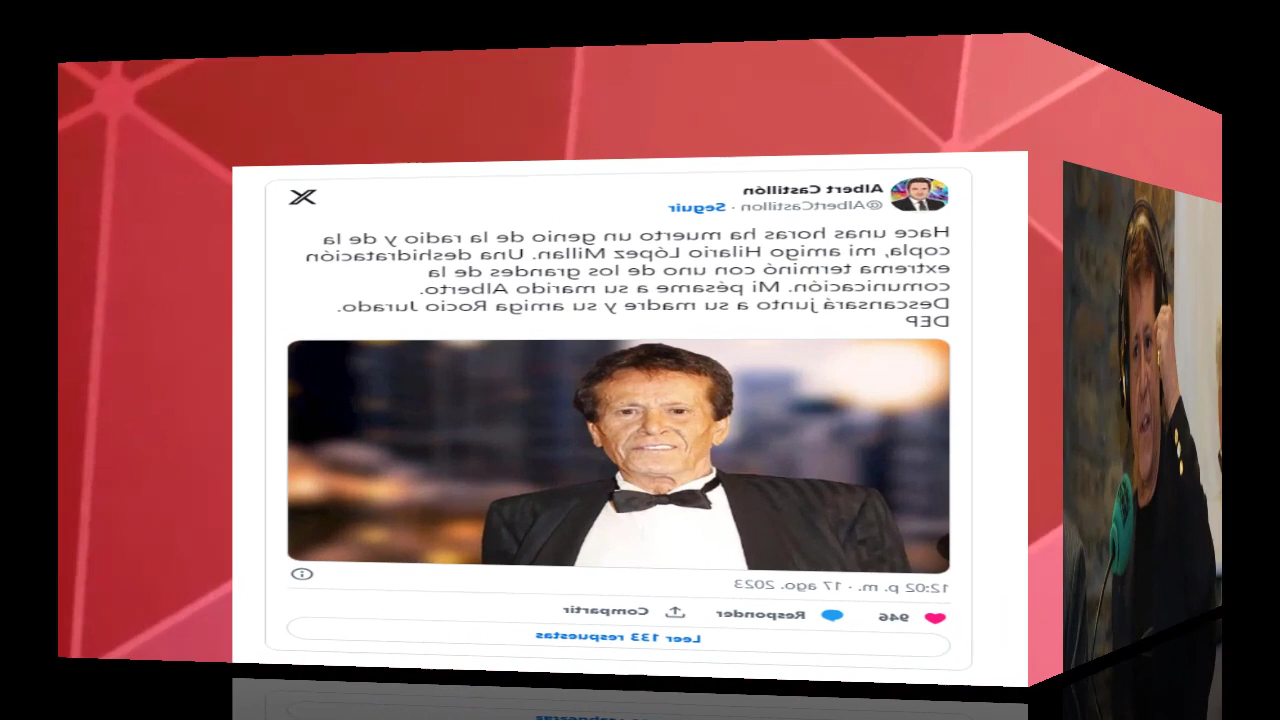 Albert Castillón
@AlbertCastillon · Seguir
Hace unas horas ha muerto un genio de la radio y de la
copla, mi amigo Hilario López Millan. Una deshidratación
extrema terminó con uno de los grandes de la
comunicación. Mi pésame a su marido Alberto.
Descansará junto a su madre y su amiga Rocio Jurado.
DEP
12:02 p. m. · 17 ago. 2023
946 Responder Compartir
Leer 133 respuestas